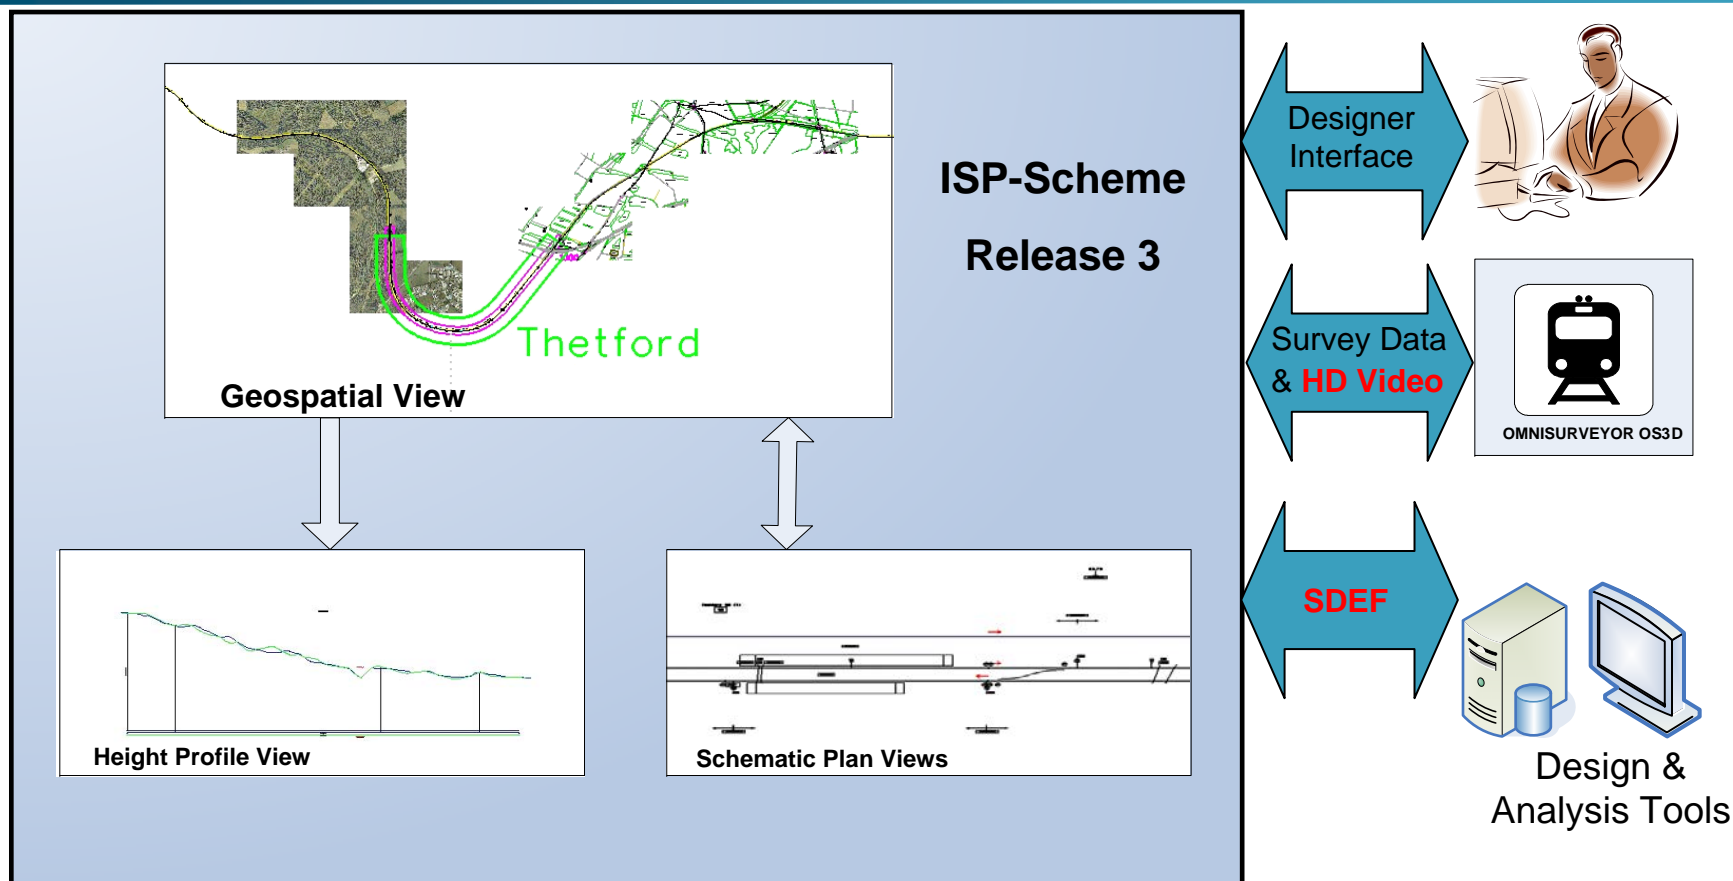 ISP-Scheme
Release 3
Thetford
Geospatial View
Height Profile View
Schematic Plan Views
Designer
Interface
Survey Data
& HD Video
OMNISURVEYOR OS3D
SDEF
Design &
Analysis Tools